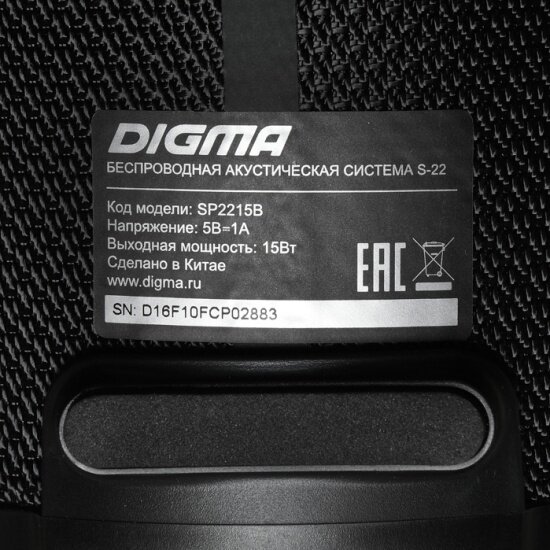 DIGMA
БЕСПРОВОДНАЯ АКУСТИЧЕСКАЯ СИСТЕМА S-22
Код модели: SP2215B
Напряжение: 5В=1А
Выходная мощность: 15Вт
Сделано в Китае
www.digma.ru
EAC
SN: D16F10FCP02883